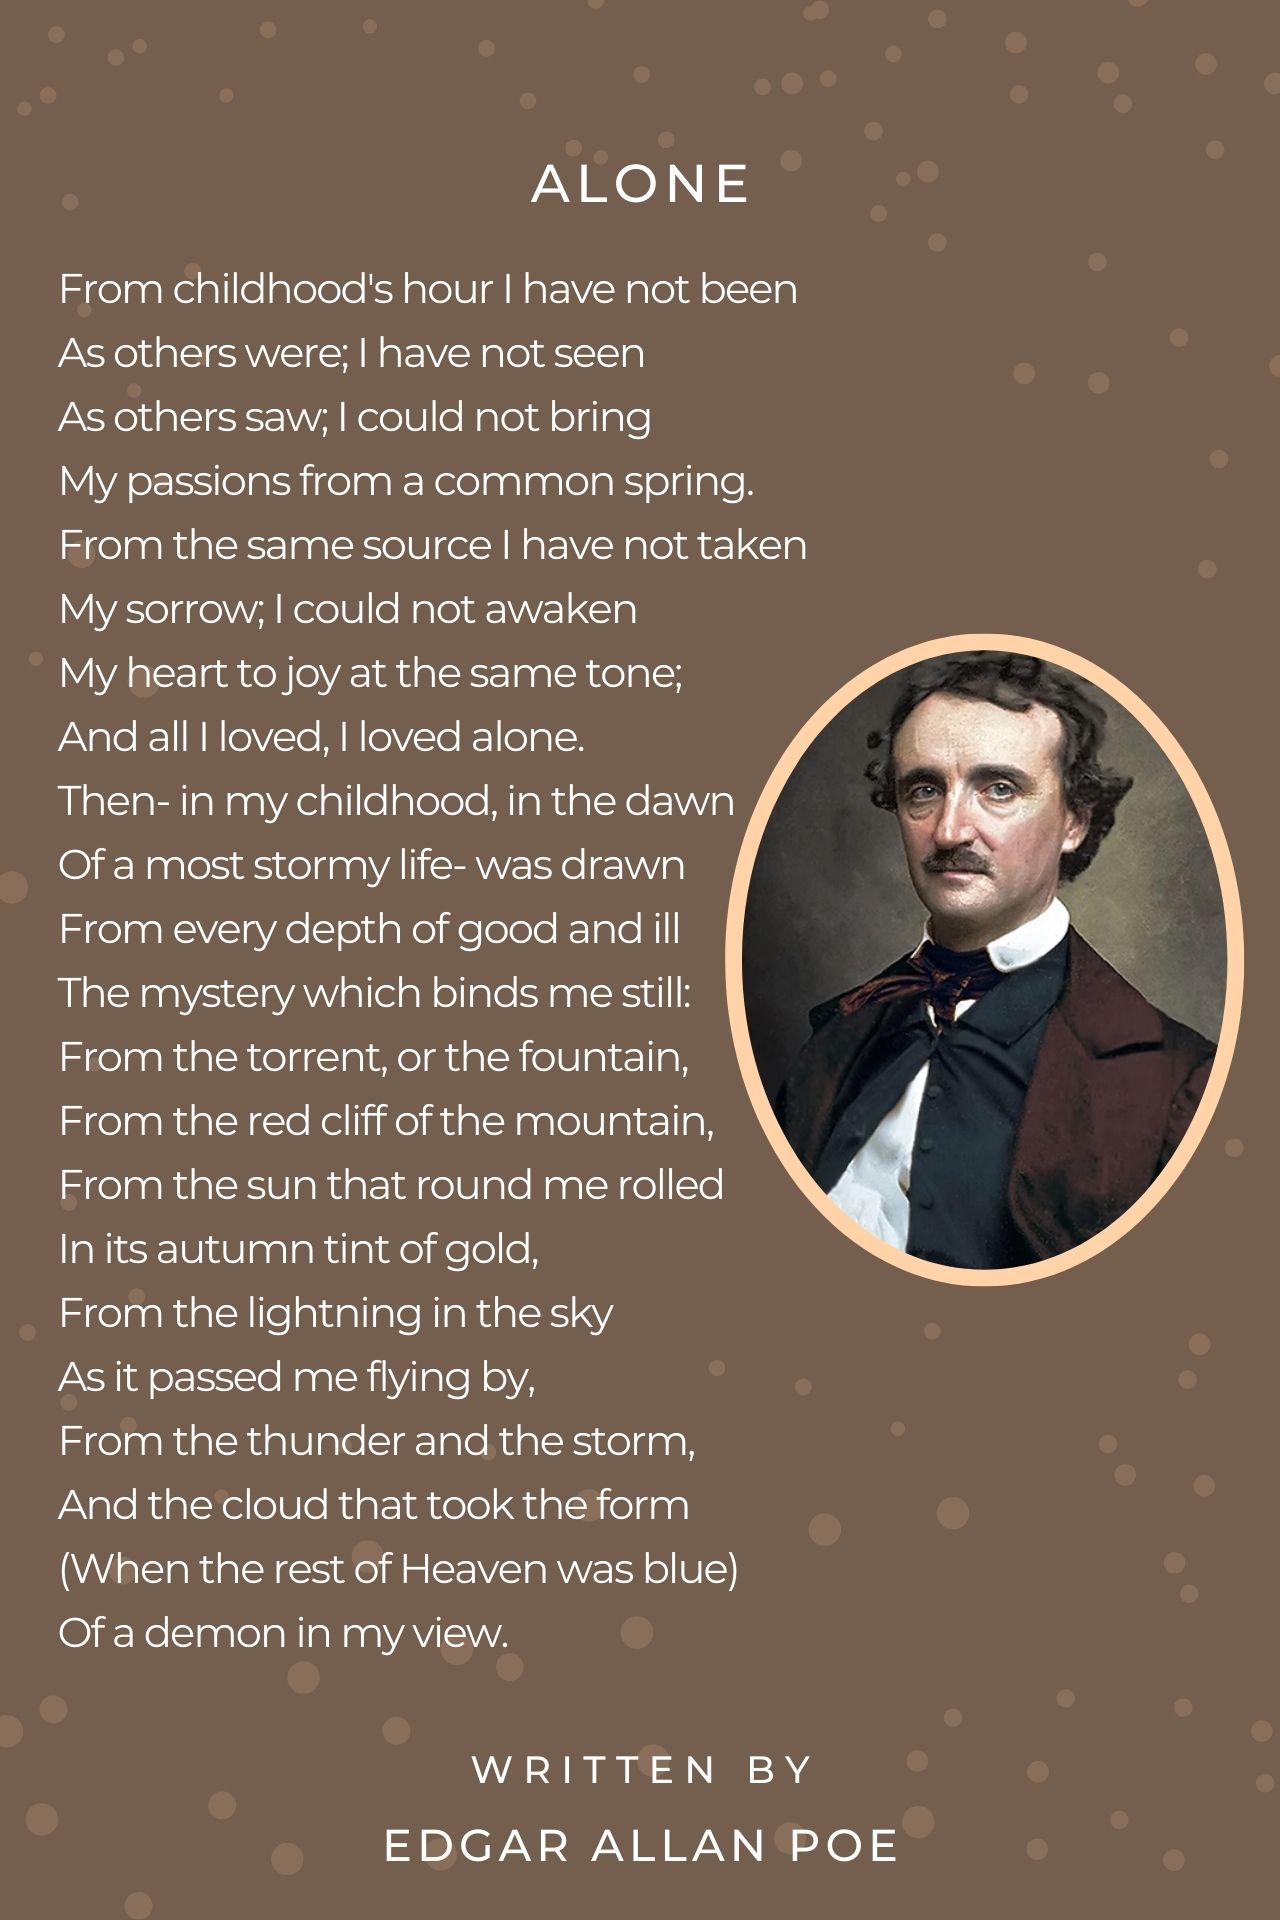 ALONE
From childhood's hour I have not been
As others were; I have not seen
As others saw; I could not bring
My passions from a common spring.
From the same source I have not taken
My sorrow; I could not awaken
My heart to joy at the same tone;
And all I loved, I loved alone.
Then- in my childhood, in the dawn
Of a most stormy life- was drawn
From every depth of good and ill
The mystery which binds me still:
From the torrent, or the fountain,
From the red cliff of the mountain,
From the sun that round me rolled
In its autumn tint of gold,
From the lightning in the sky
As it passed me flying by,
From the thunder and the storm,
And the cloud that took the form
(When the rest of Heaven was blue)
Of a demon in my view.
WRITTEN BY
EDGAR ALLAN POE